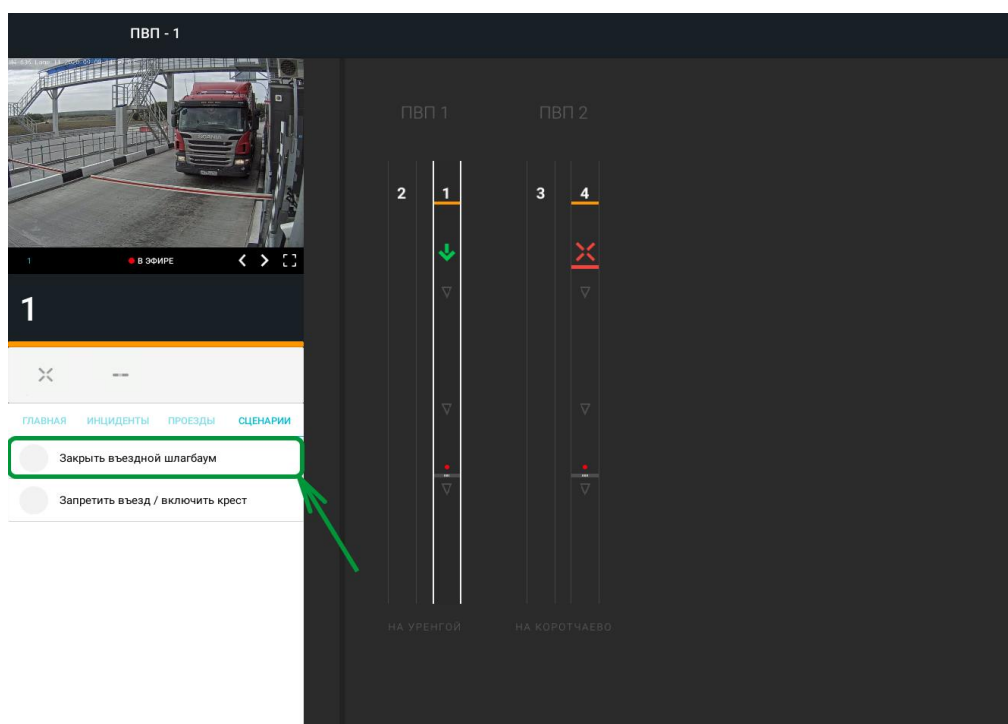 ПВП - 1
1
В ЭФИРЕ
1
ГЛАВНАЯ ИНЦИДЕНТЫ ПРОЕЗДЫ СЦЕНАРИИ
Закрыть въездной шлагбаум
Запретить въезд / включить крест
ПВП 1 ПВП 2
2 1 3 4
НА УРЕНГОЙ НА КОРОТЧАЕВО